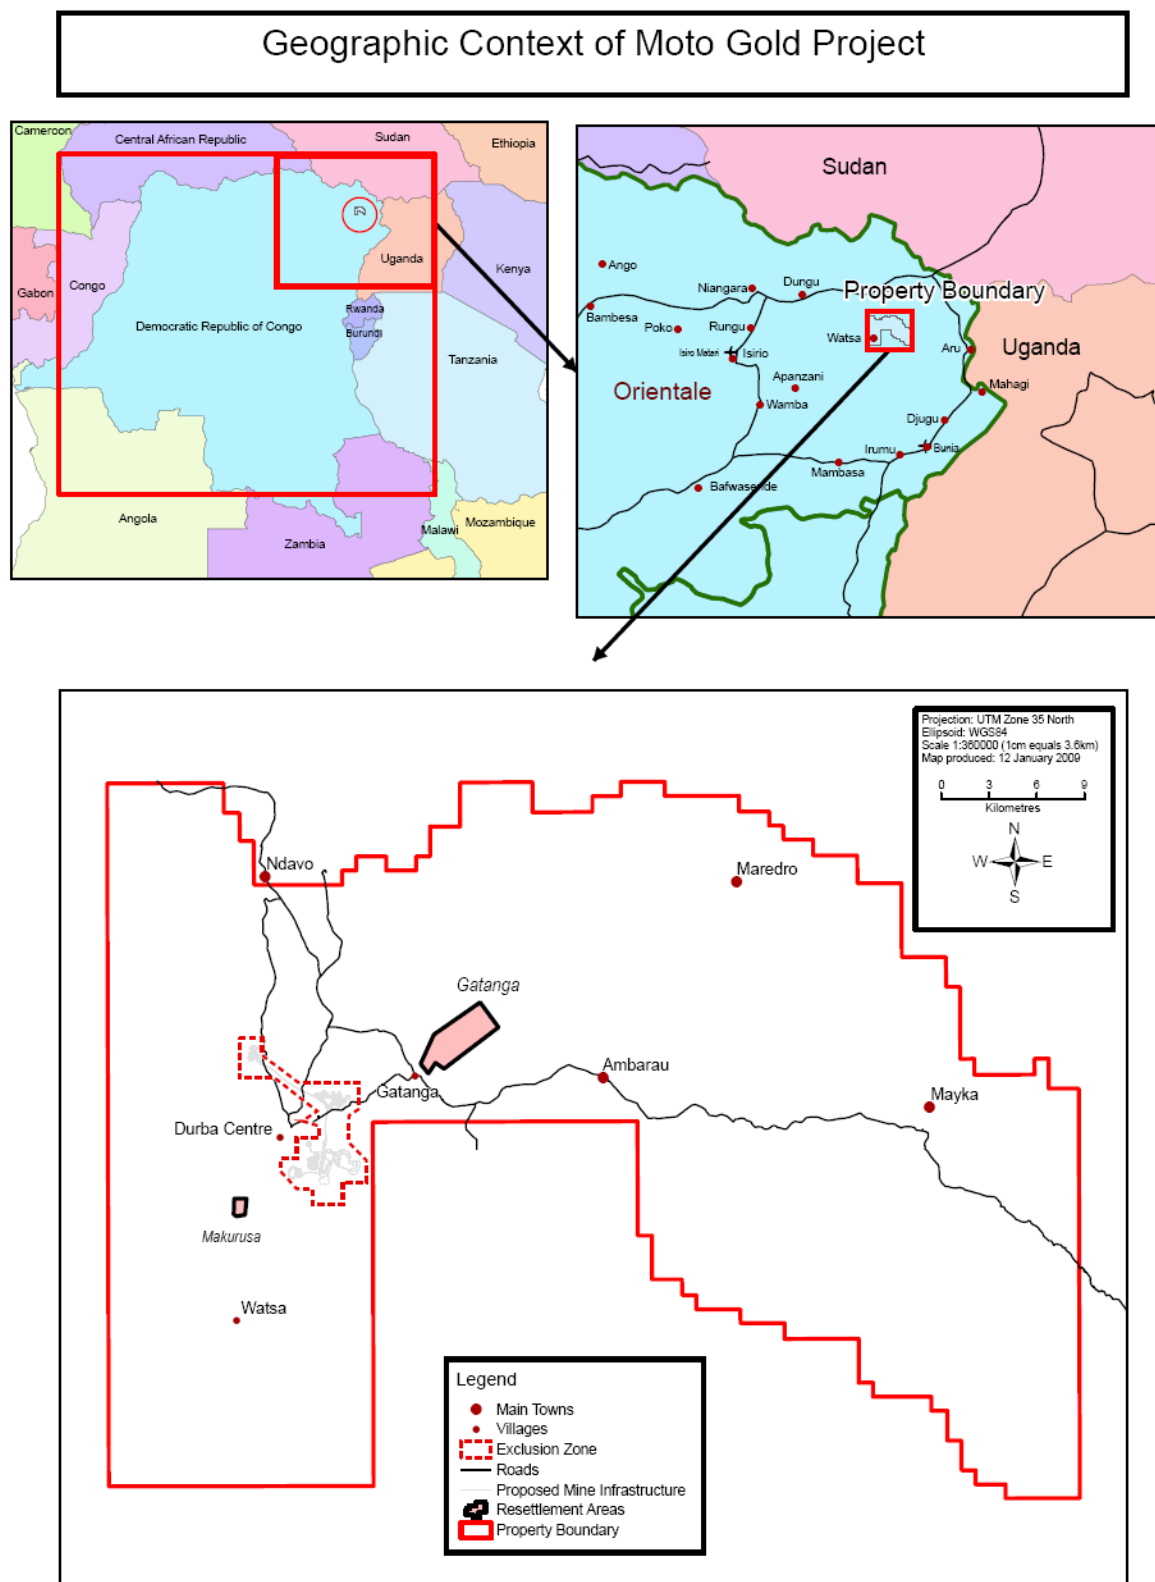 Geographic Context of Moto Gold Project
Cameroon
Central African Republic
Sudan
Ethiopia
Gabon
Congo
Democratic Republic of Congo
Uganda
Kenya
Rwanda
Burundi
Tanzania
Angola
Zambia
Malawi
Mozambique
Sudan
Ango
Niangara
Dungu
Property Boundary
Bambesa
Poko
Rungu
Watsa
Isiro Matari
Isirio
Aru
Uganda
Apanzani
Mahagi
Orientale
Wamba
Djugu
Irumu
Bunia
Mambasa
Bafwasende
Projection: UTM Zone 35 North
Ellipsoid: WGS84
Scale 1:360000 (1cm equals 3.6km)
Map produced: 12 January 2009
0 3 6 9
Kilometres
N
W E
S
Ndavo
Maredro
Gatanga
Ambarau
Gatanga
Mayka
Durba Centre
Makurusa
Watsa
Legend
Main Towns
Villages
Exclusion Zone
Roads
Proposed Mine Infrastructure
Resettlement Areas
Property Boundary